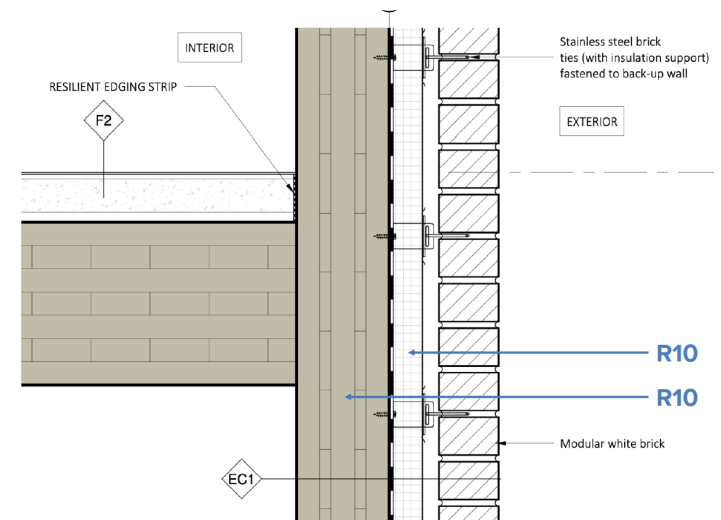 INTERIOR
RESILIENT EDGING STRIP
F2
Stainless steel brick
ties (with insulation support)
fastened to back-up wall
EXTERIOR
R10
R10
Modular white brick
EC1